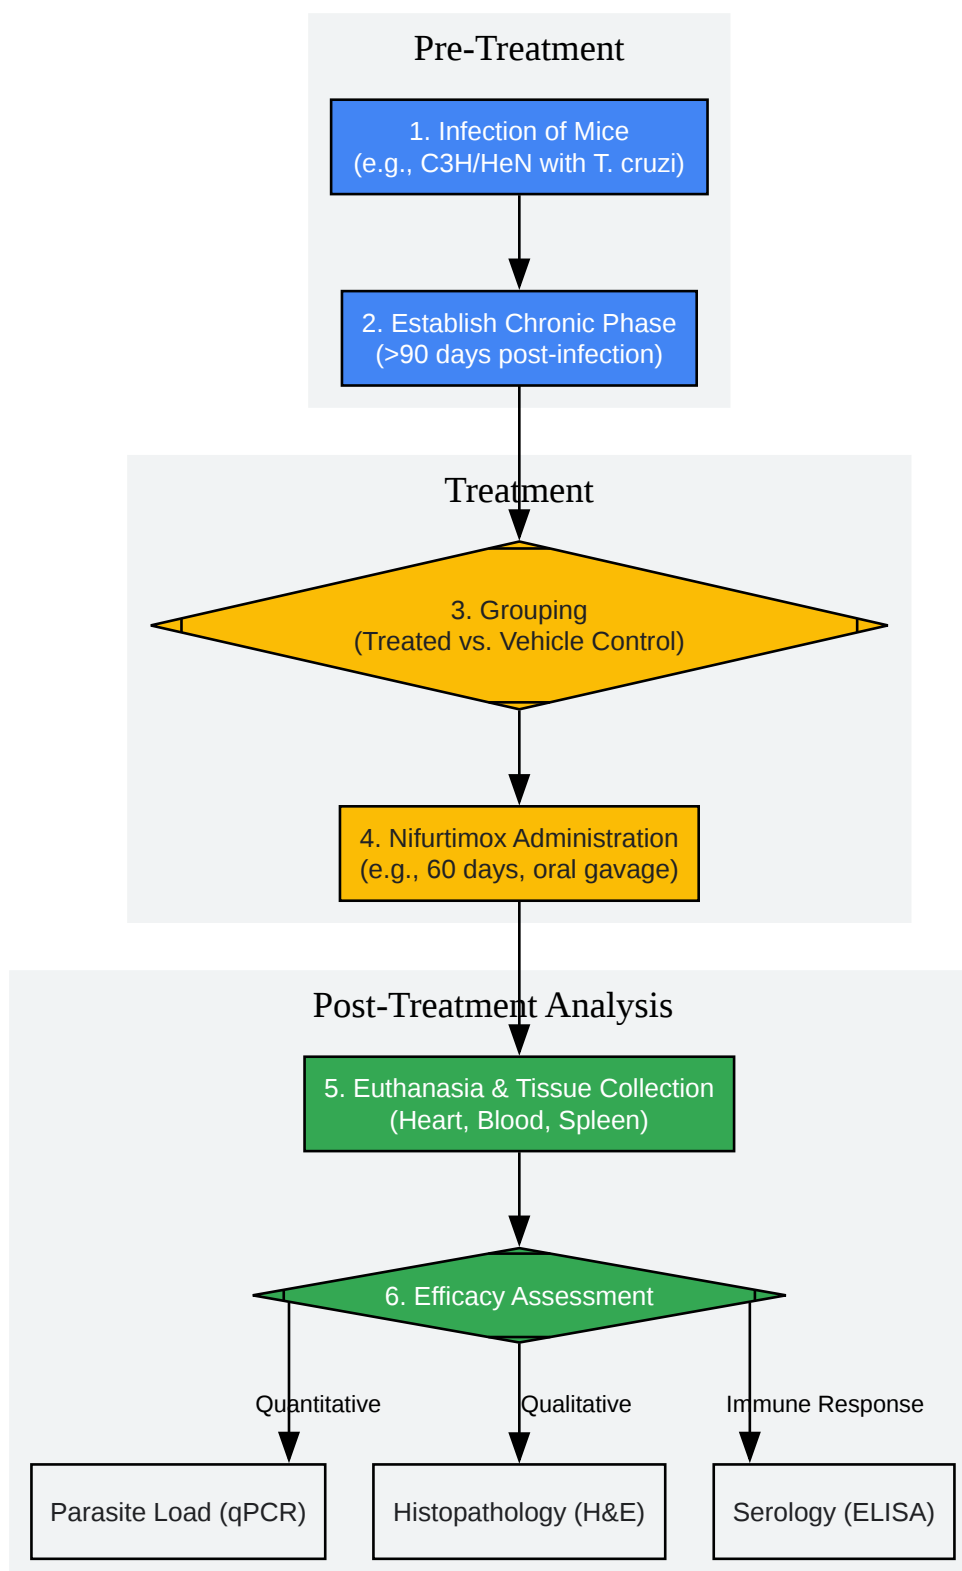 Pre-Treatment
1. Infection of Mice
(e.g., C3H/HeN with T. cruzi)
2. Establish Chronic Phase
(>90 days post-infection)
Treatment
3. Grouping
(Treated vs. Vehicle Control)
4. Nifurtimox Administration
(e.g., 60 days, oral gavage)
Post-Treatment Analysis
5. Euthanasia & Tissue Collection
(Heart, Blood, Spleen)
6. Efficacy Assessment
Quantitative
Qualitative
Immune Response
Parasite Load (qPCR)
Histopathology (H&E)
Serology (ELISA)